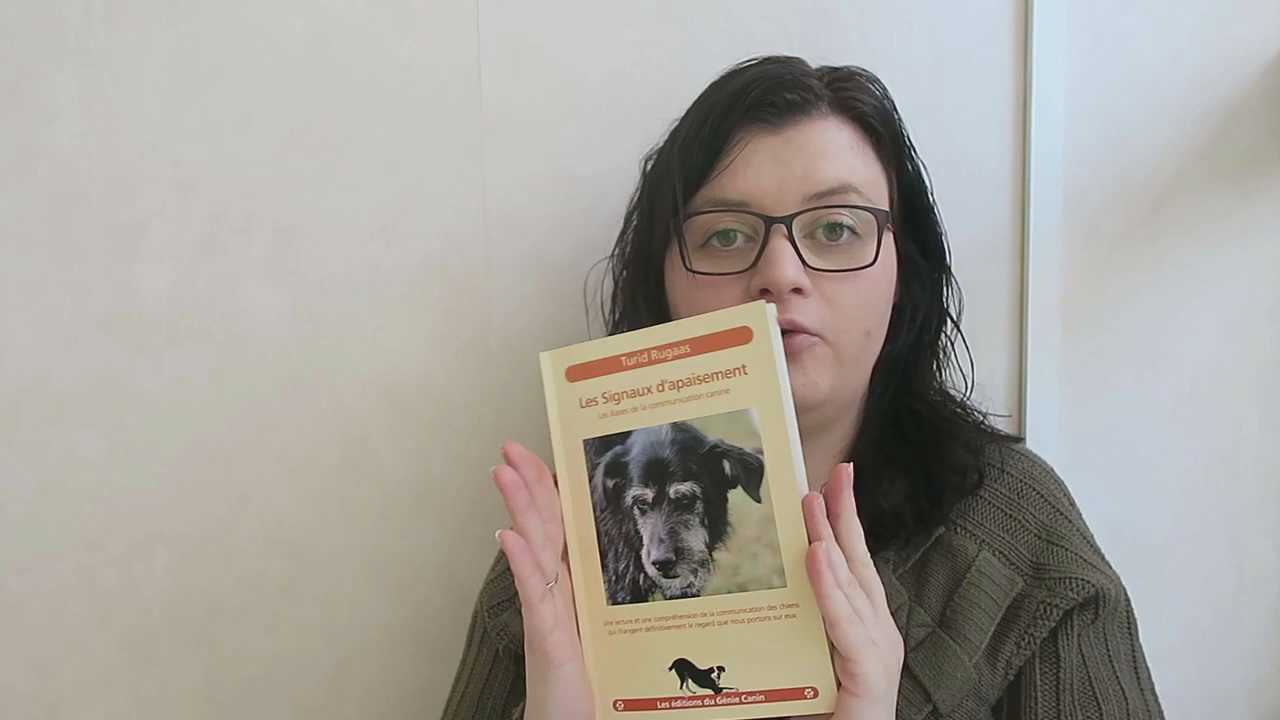 Turid Rugaas
Les Signaux d'apaisement
Les Bases de la communication canine
Une lecture et une compréhension de la communication des chiens
qui changent définitivement le regard que nous portons sur eux.
Les éditions du Génie Canin